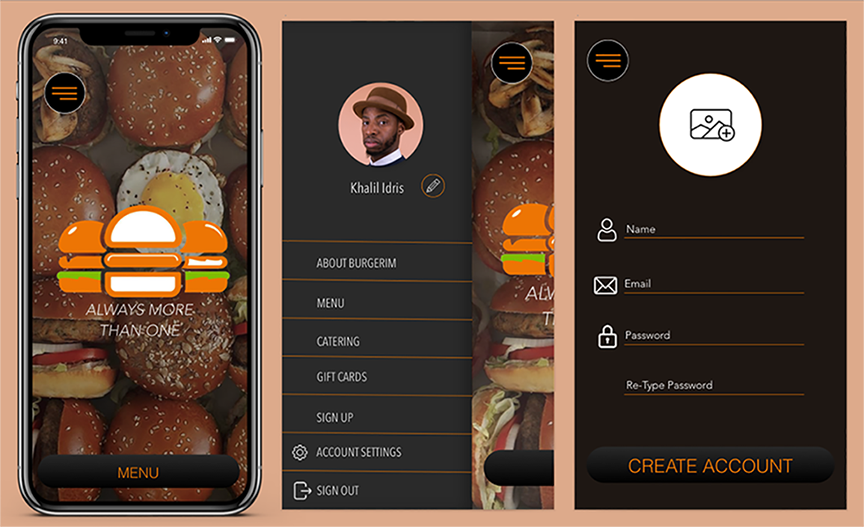 9:41
ALWAYS MORE
THAN ONE
MENU
Khalil Idris
ABOUT BURGERIM
MENU
CATERING
GIFT CARDS
SIGN UP
ACCOUNT SETTINGS
SIGN OUT
ALW
T
Name
Email
Password
Re-Type Password
CREATE ACCOUNT